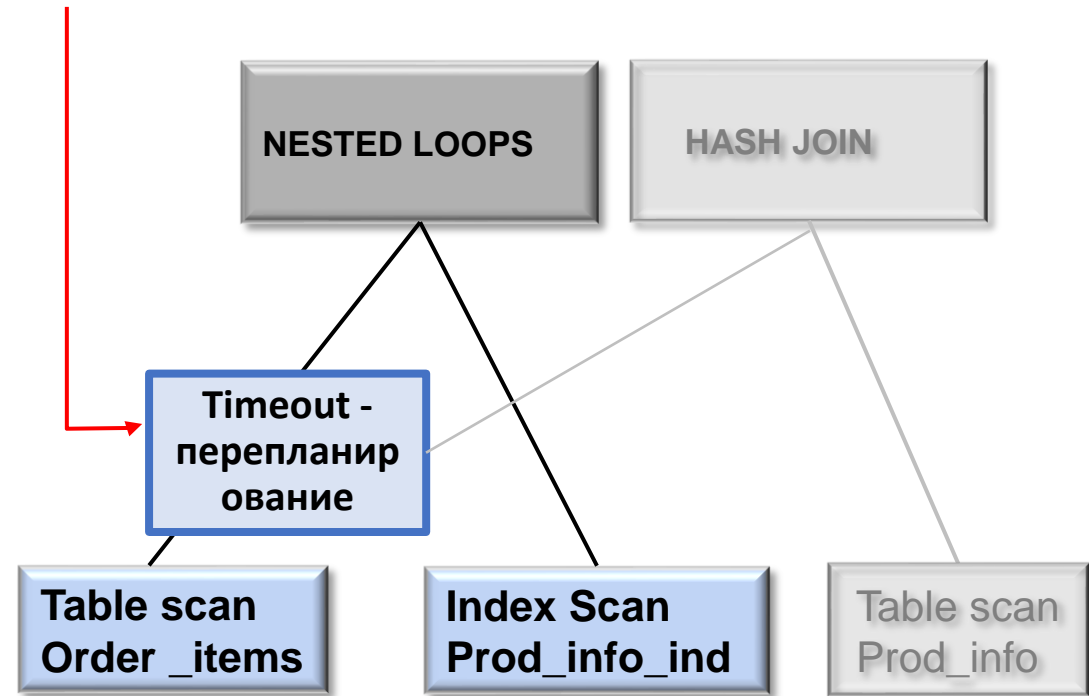 NESTED LOOPS
HASH JOIN
Timeout -
перепланир
ование
Table scan
Order _items
Index Scan
Prod_info_ind
Table scan
Prod_info